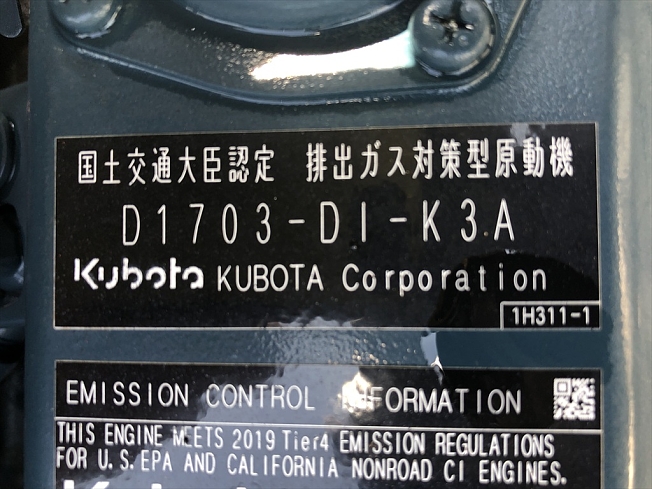 国土交通大臣認定 排出ガス対策型原動機
D1703-DI-K3A
Kubota KUBOTA Corporation
1H311-1
EMISSION CONTROL INFORMATION
THIS ENGINE MEETS 2019 Tier4 EMISSION REGULATIONS
FOR U.S. EPA AND CALIFORNIA NONROAD CI ENGINES.